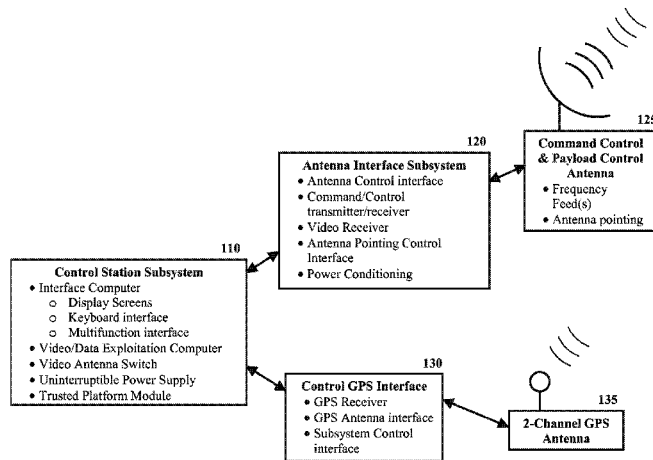 125
Command Control
& Payload Control
Antenna
• Frequency
Feed(s)
• Antenna pointing
120
Antenna Interface Subsystem
• Antenna Control interface
• Command/Control
transmitter/receiver
• Video Receiver
• Antenna Pointing Control
Interface
• Power Conditioning
110
Control Station Subsystem
• Interface Computer
o Display Screens
o Keyboard interface
o Multifunction interface
• Video/Data Exploitation Computer
• Video Antenna Switch
• Uninterruptible Power Supply
• Trusted Platform Module
130
Control GPS Interface
• GPS Receiver
• GPS Antenna interface
• Subsystem Control
interface
135
2-Channel GPS
Antenna